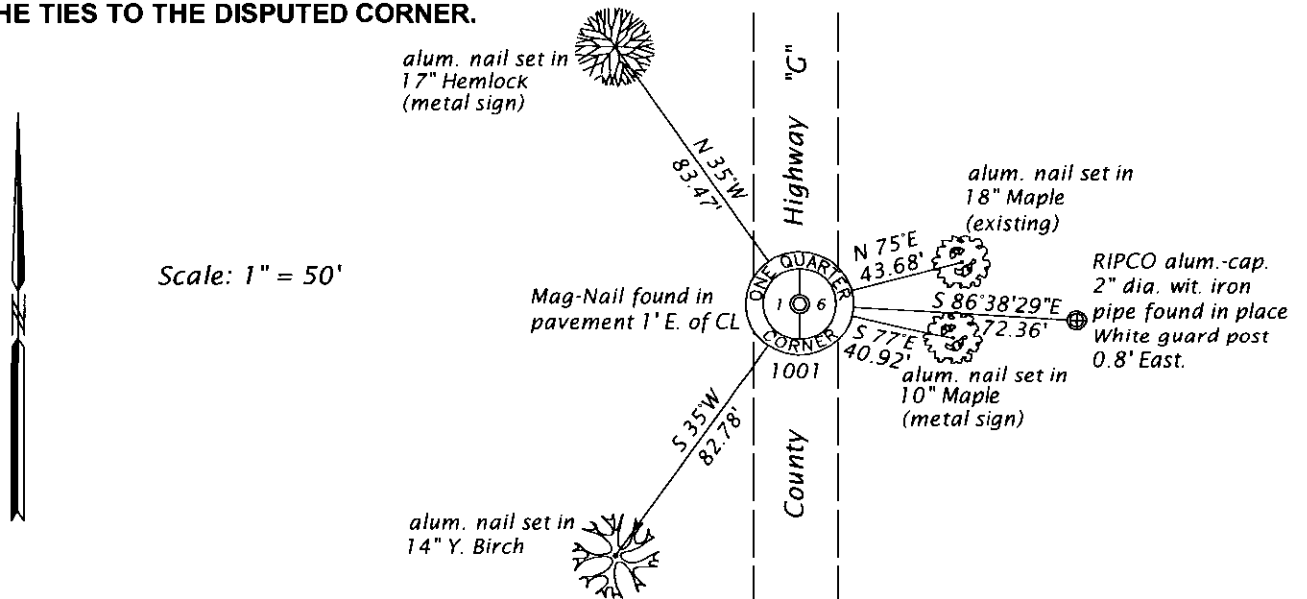 HE TIES TO THE DISPUTED CORNER.
alum. nail set in
17" Hemlock
(metal sign)
Highway "G"
N 35°W
83.47'
alum. nail set in
18" Maple
(existing)
N
Scale: 1" = 50'
Mag-Nail found in
pavement 1' E. of CL
ONE QUARTER
1 6
CORNER
1001
N 75°E
43.68'
S 86°38'29"E
72.36'
S 77°E
40.92'
RIPCO alum.-cap.
2" dia. wit. iron
pipe found in place
White guard post
0.8' East.
alum. nail set in
10" Maple
(metal sign)
S 35°W
82.78'
County
alum. nail set in
14" Y. Birch